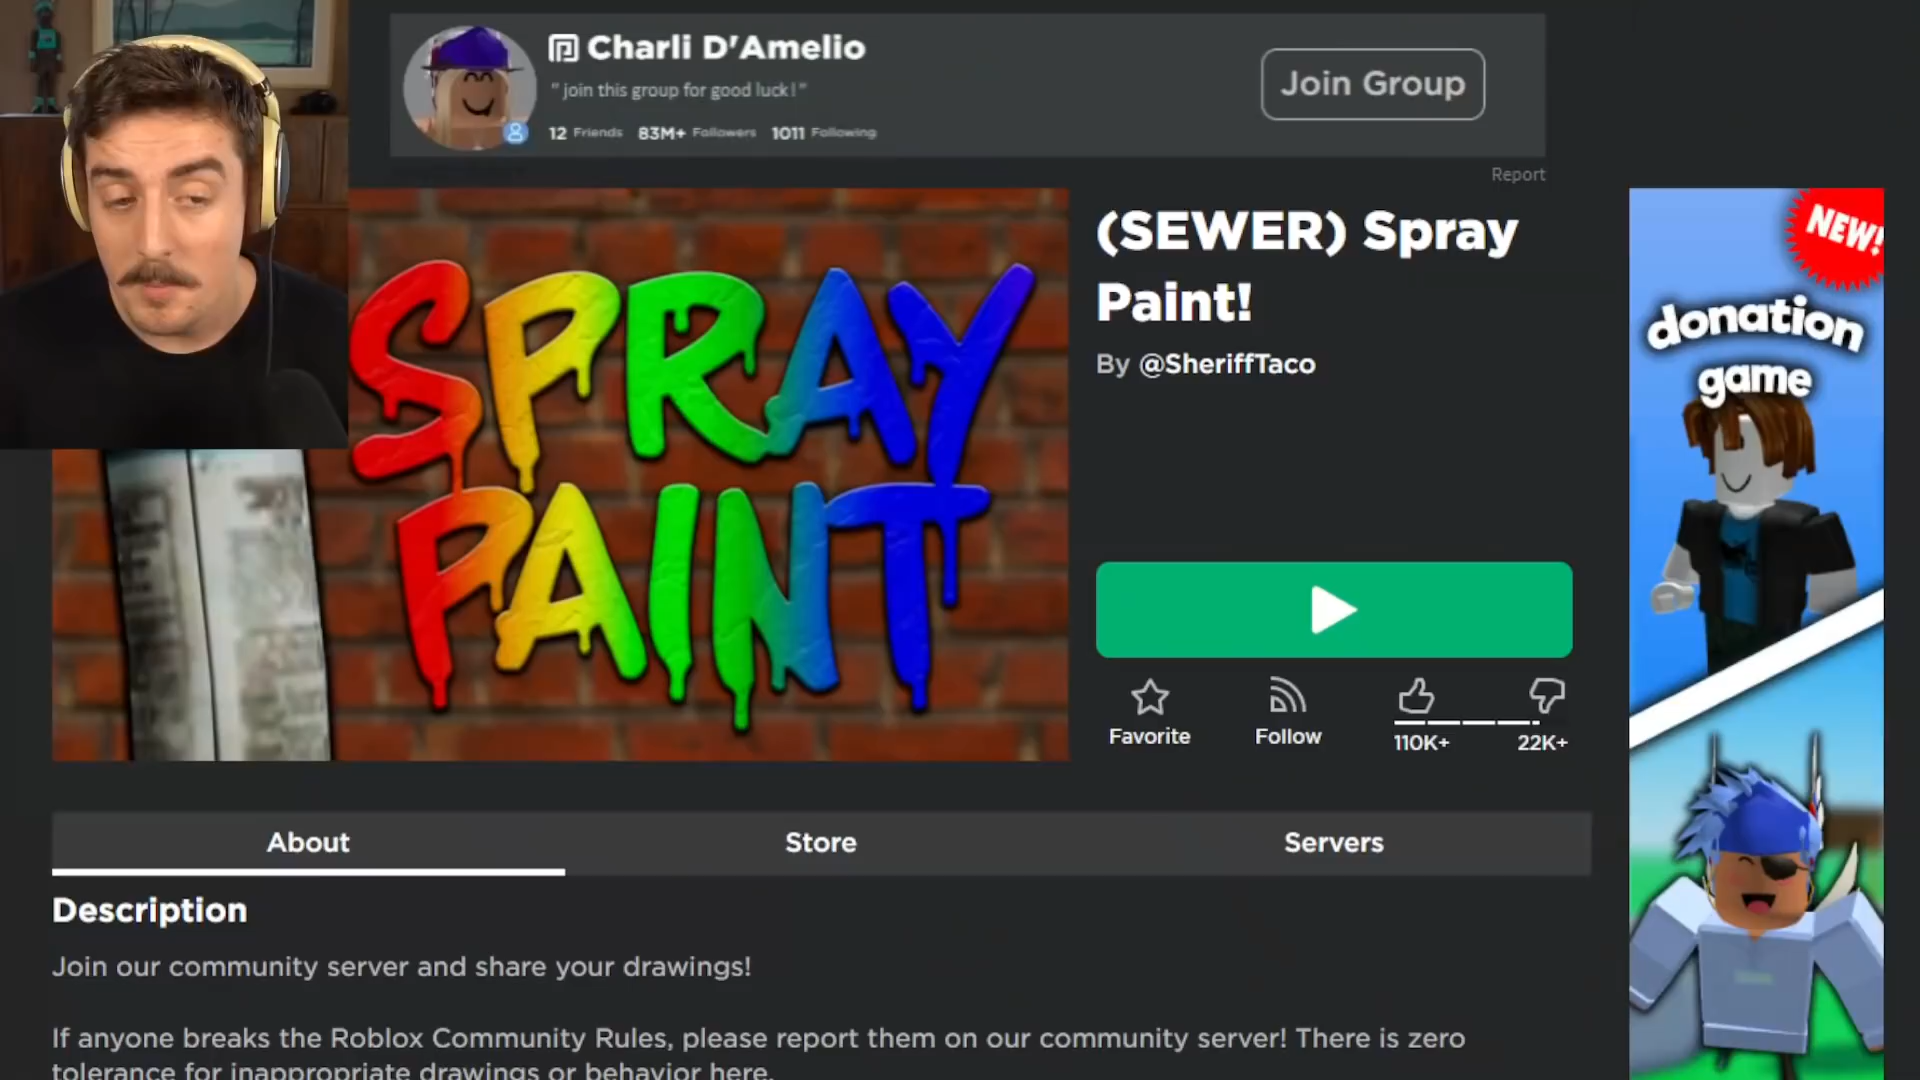 Charli D'Amelio
" join this group for good luck!"
12 Friends 83M+ Followers 1011 Following
Join Group
Report
SPRAY
PAINT
(SEWER) Spray
Paint!
By @SheriffTaco
Favorite
Follow
110K+
22K+
NEW!
donation
game
About
Store
Servers
Description
Join our community server and share your drawings!
If anyone breaks the Roblox Community Rules, please report them on our community server! There is zero
tolerance for inappropriate drawings or behavior here.